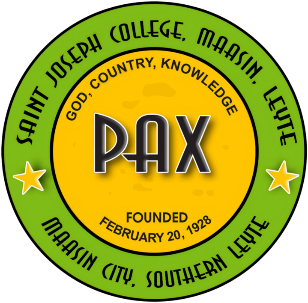 SAINT JOSEPH COLLEGE, MAASIN, LEYTE
GOD, COUNTRY, KNOWLEDGE
PAX
FOUNDED
FEBRUARY 20, 1928
MAASIN CITY, SOUTHERN LEYTE